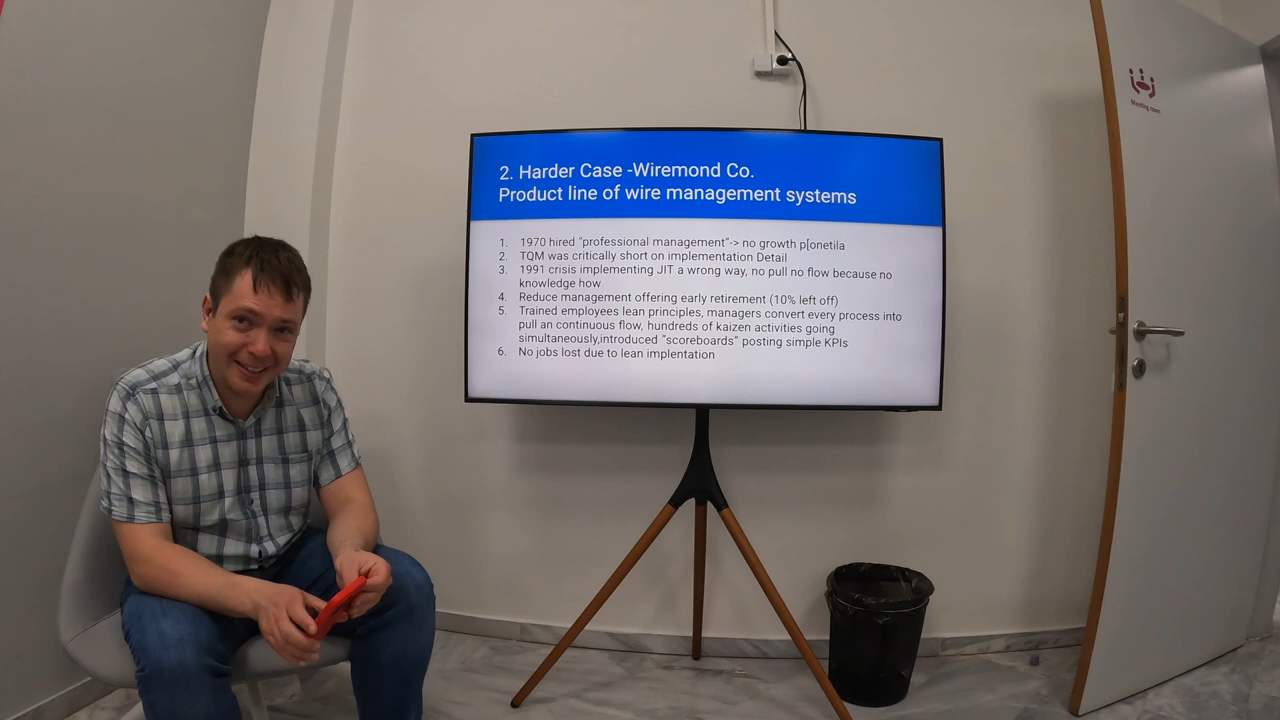 2. Harder Case -Wiremond Co.
Product line of wire management systems
1. 1970 hired "professional management"-> no growth p[onetila
2. TQM was critically short on implementation Detail
3. 1991 crisis implementing JIT a wrong way, no pull no flow because no
knowledge how
4. Reduce management offering early retirement (10% left off)
5. Trained employees lean principles, managers convert every process into
pull an continuous flow, hundreds of kaizen activities going
simultaneously,introduced "scoreboards" posting simple KPIs
6. No jobs lost due to lean implentation
Meeting room